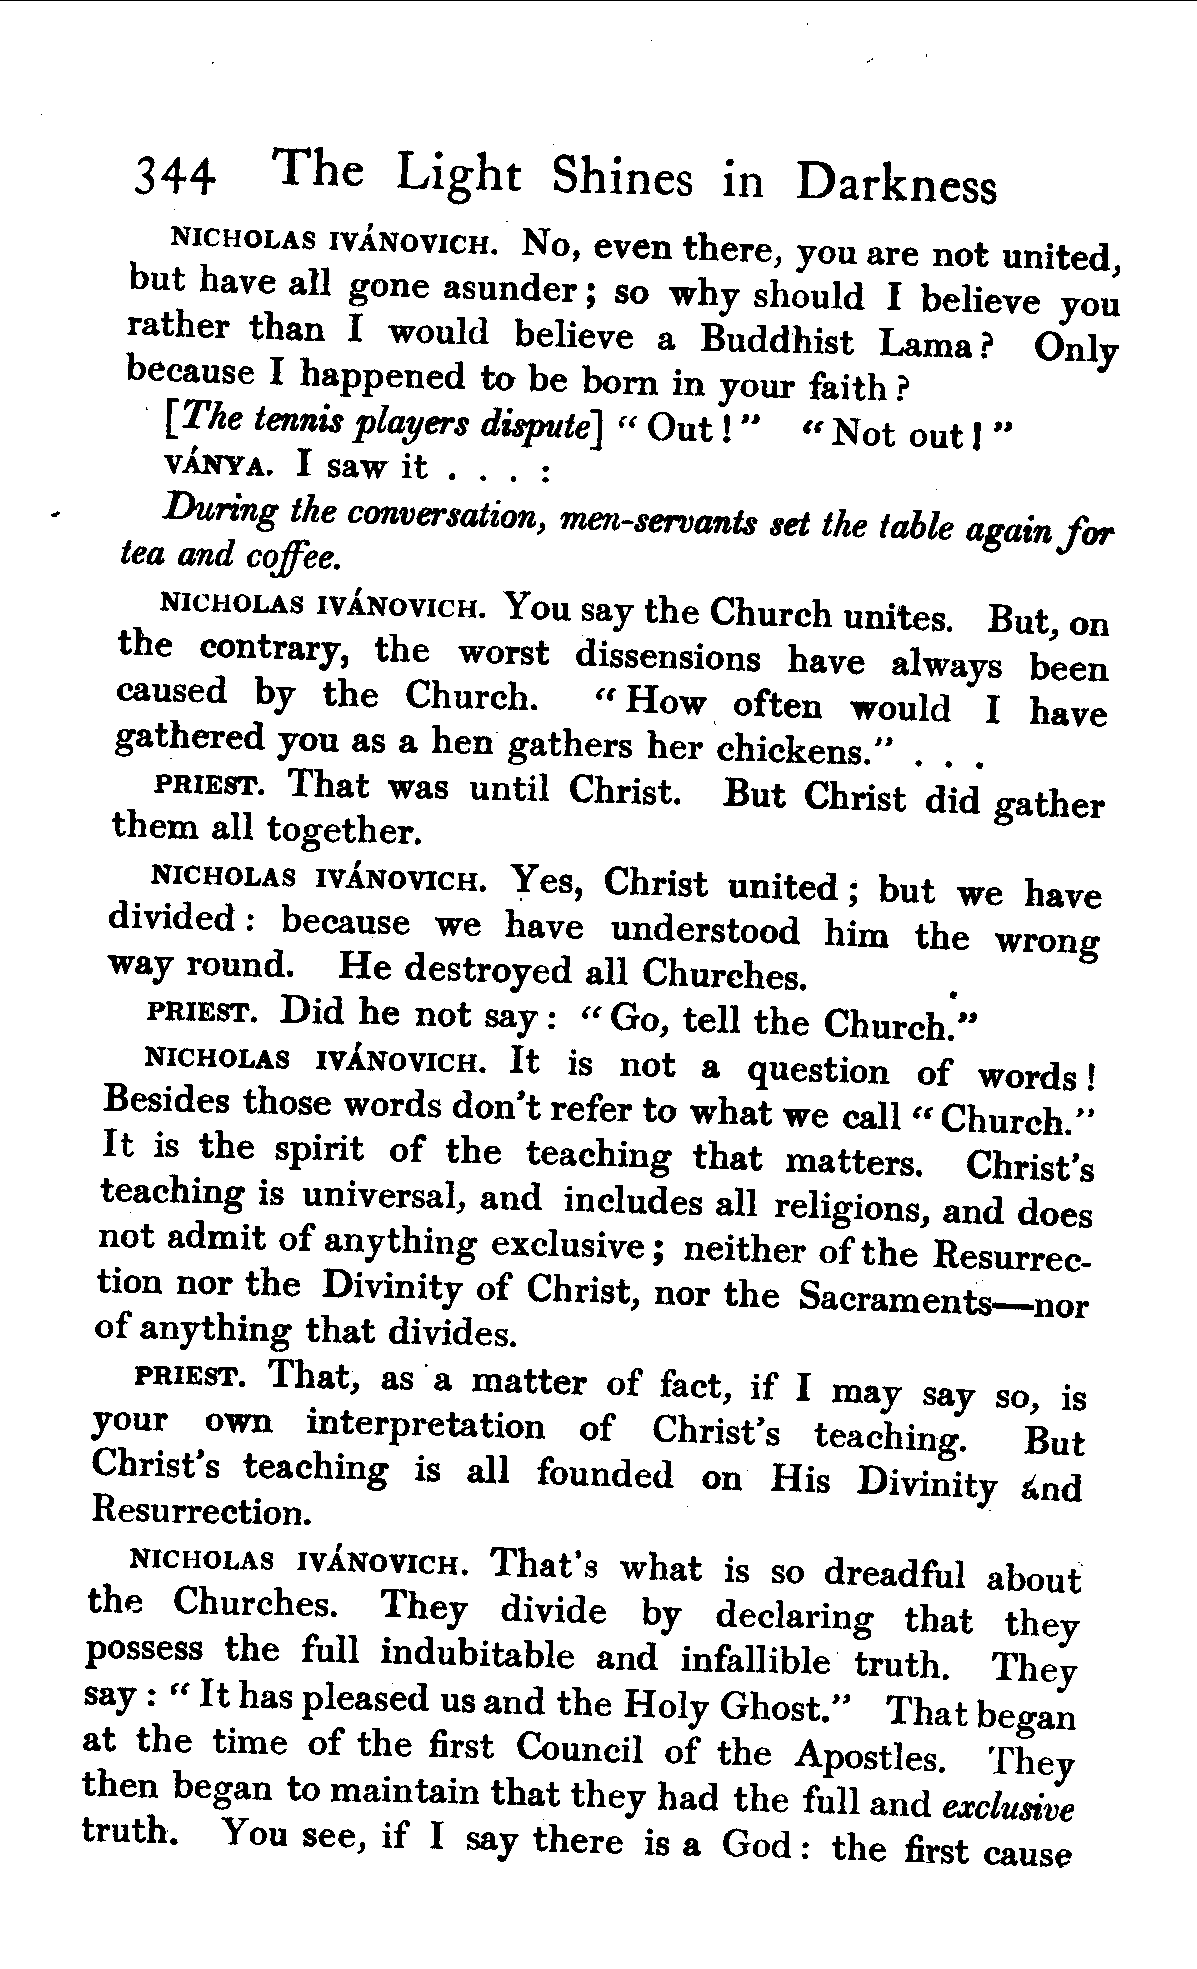 344 The Light Shines in Darkness
NICHOLAS IVÁNOVICH. No, even there, you are not united,
but have all gone asunder; so why should I believe you
rather than I would believe a Buddhist Lama? Only
because I happened to be born in your faith?
[The tennis players dispute] "Out!" "Not out!"
VÁNYA. I saw it . . . :
During the conversation, men-servants set the table again for
tea and coffee.
NICHOLAS IVÁNOVICH. You say the Church unites. But, on
the contrary, the worst dissensions have always been
caused by the Church. "How often would I have
gathered you as a hen gathers her chickens." . . .
PRIEST. That was until Christ. But Christ did gather
them all together.
NICHOLAS IVÁNOVICH. Yes, Christ united; but we have
divided: because we have understood him the wrong
way round. He destroyed all Churches.
PRIEST. Did he not say: "Go, tell the Church."
NICHOLAS IVÁNOVICH. It is not a question of words!
Besides those words don't refer to what we call "Church."
It is the spirit of the teaching that matters. Christ's
teaching is universal, and includes all religions, and does
not admit of anything exclusive; neither of the Resurrec-
tion nor the Divinity of Christ, nor the Sacraments—nor
of anything that divides.
PRIEST. That, as a matter of fact, if I may say so, is
your own interpretation of Christ's teaching. But
Christ's teaching is all founded on His Divinity and
Resurrection.
NICHOLAS IVÁNOVICH. That's what is so dreadful about
the Churches. They divide by declaring that they
possess the full indubitable and infallible truth. They
say: "It has pleased us and the Holy Ghost." That began
at the time of the first Council of the Apostles. They
then began to maintain that they had the full and exclusive
truth. You see, if I say there is a God: the first cause